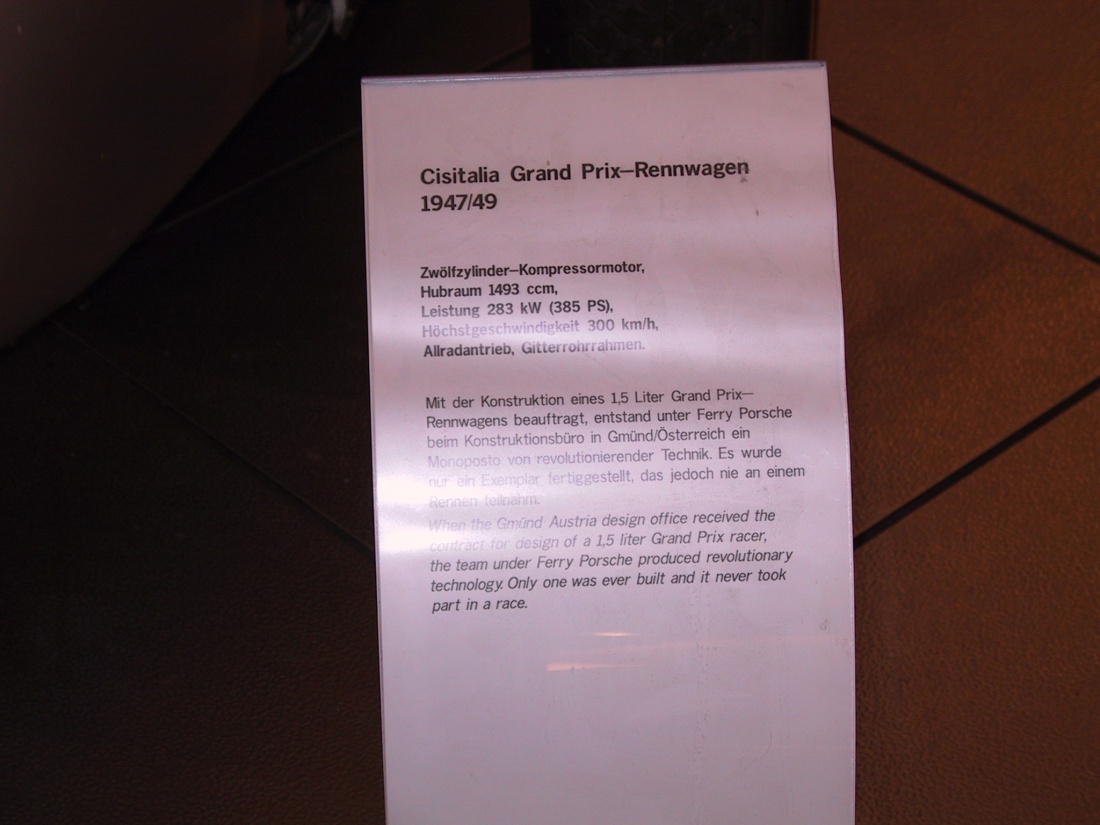 Cisitalia Grand Prix–Rennwagen
1947/49
Zwölfzylinder–Kompressormotor,
Hubraum 1493 ccm,
Leistung 283 kW (385 PS),
Höchstgeschwindigkeit 300 km/h,
Allradantrieb, Gitterrohrrahmen.
Mit der Konstruktion eines 1,5 Liter Grand Prix–
Rennwagens beauftragt, entstand unter Ferry Porsche
beim Konstruktionsbüro in Gmünd/Österreich ein
Monoposto von revolutionierender Technik. Es wurde
nur ein Exemplar fertiggestellt, das jedoch nie an einem
Rennen teilnahm.
When the Gmünd Austria design office received the
contract for design of a 1,5 liter Grand Prix racer,
the team under Ferry Porsche produced revolutionary
technology. Only one was ever built and it never took
part in a race.